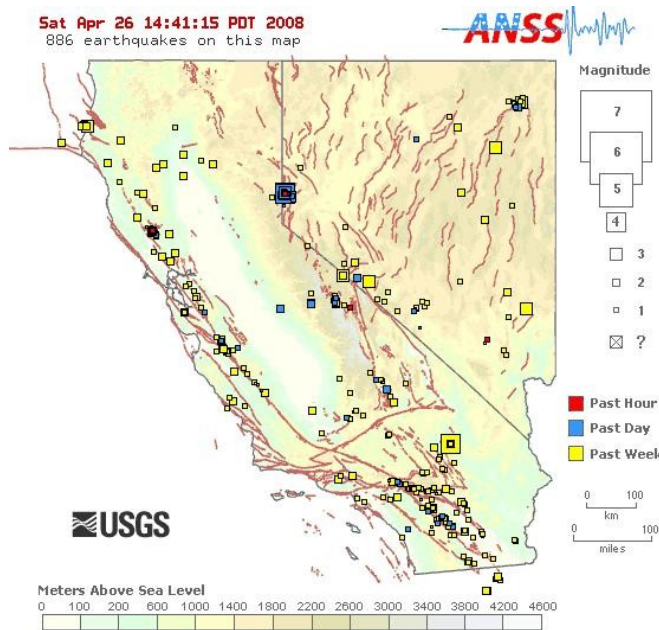 Sat Apr 26 14:41:15 PDT 2008
886 earthquakes on this map
ANSS
Magnitude
7
6
5
4
3
2
1
?
Past Hour
Past Day
Past Week
0 100
km
0 100
miles
USGS
Meters Above Sea Level
0 200 600 1000 1400 1800 2200 2600 3000 3400 3800 4200 4600